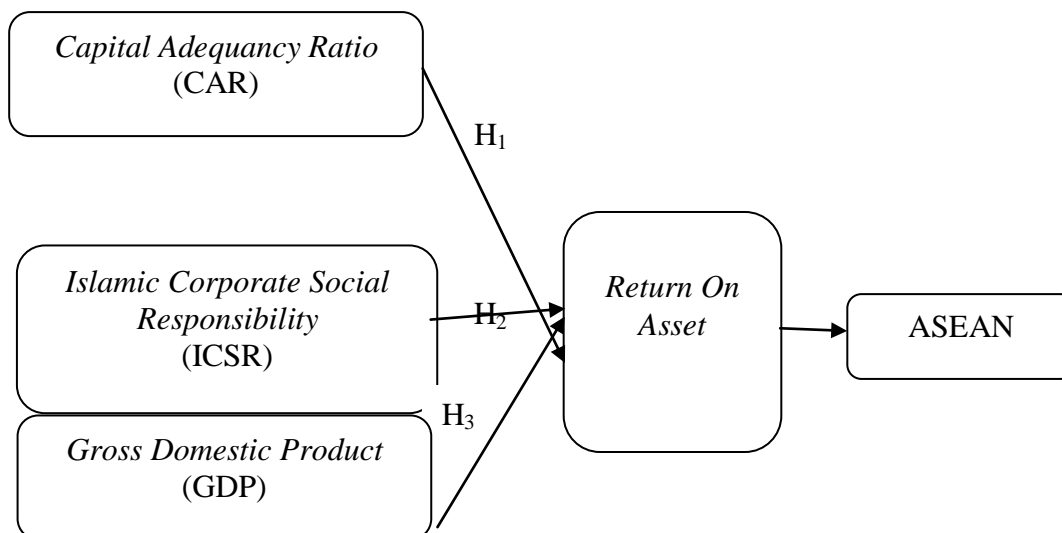 Capital Adequancy Ratio
(CAR)
H₁
Islamic Corporate Social
Responsibility
(ICSR)
H₂
Return On
Asset
ASEAN
H₃
Gross Domestic Product
(GDP)